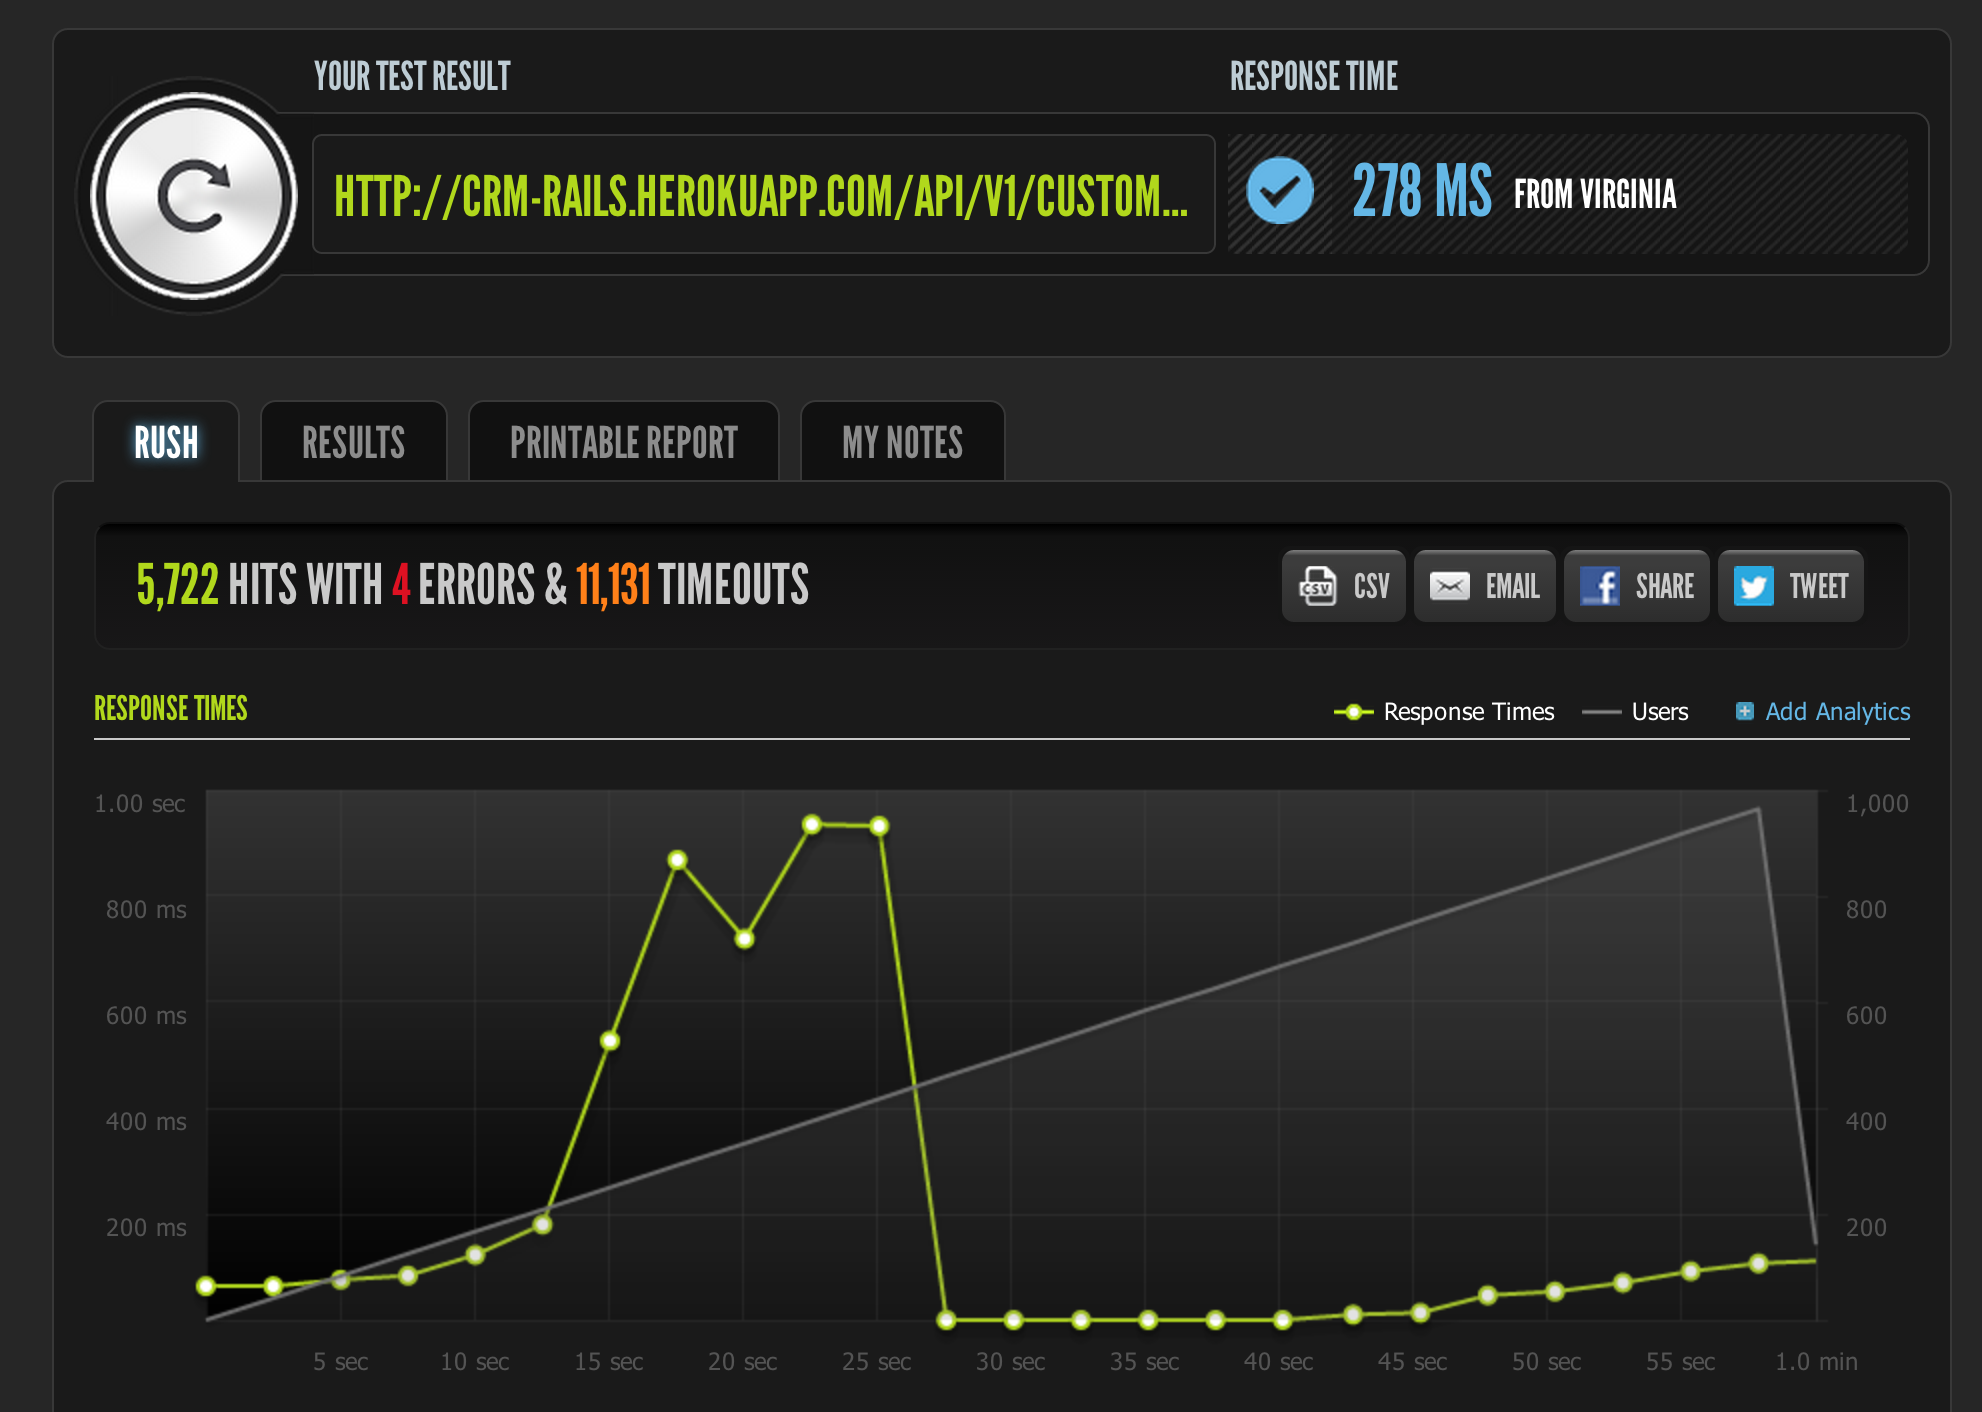 YOUR TEST RESULT
RESPONSE TIME
HTTP://CRM-RAILS.HEROKUAPP.COM/API/V1/CUSTOM...
278 MS FROM VIRGINIA
RUSH
RESULTS
PRINTABLE REPORT
MY NOTES
5,722 HITS WITH 4 ERRORS & 11,131 TIMEOUTS
CSV
CSV
EMAIL
f
SHARE
TWEET
RESPONSE TIMES
Response Times
Users
Add Analytics
1.00 sec
800 ms
600 ms
400 ms
200 ms
1,000
800
600
400
200
5 sec
10 sec
15 sec
20 sec
25 sec
30 sec
35 sec
40 sec
45 sec
50 sec
55 sec
1.0 min